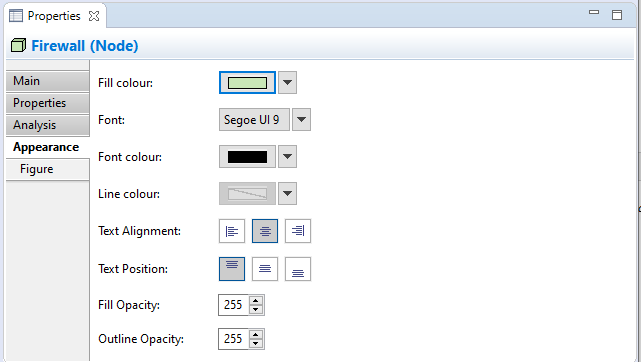 Properties
Firewall (Node)
Main
Properties
Analysis
Appearance
Figure
Fill colour:
Font: Segoe UI 9
Font colour:
Line colour:
Text Alignment:
Text Position:
Fill Opacity: 255
Outline Opacity: 255